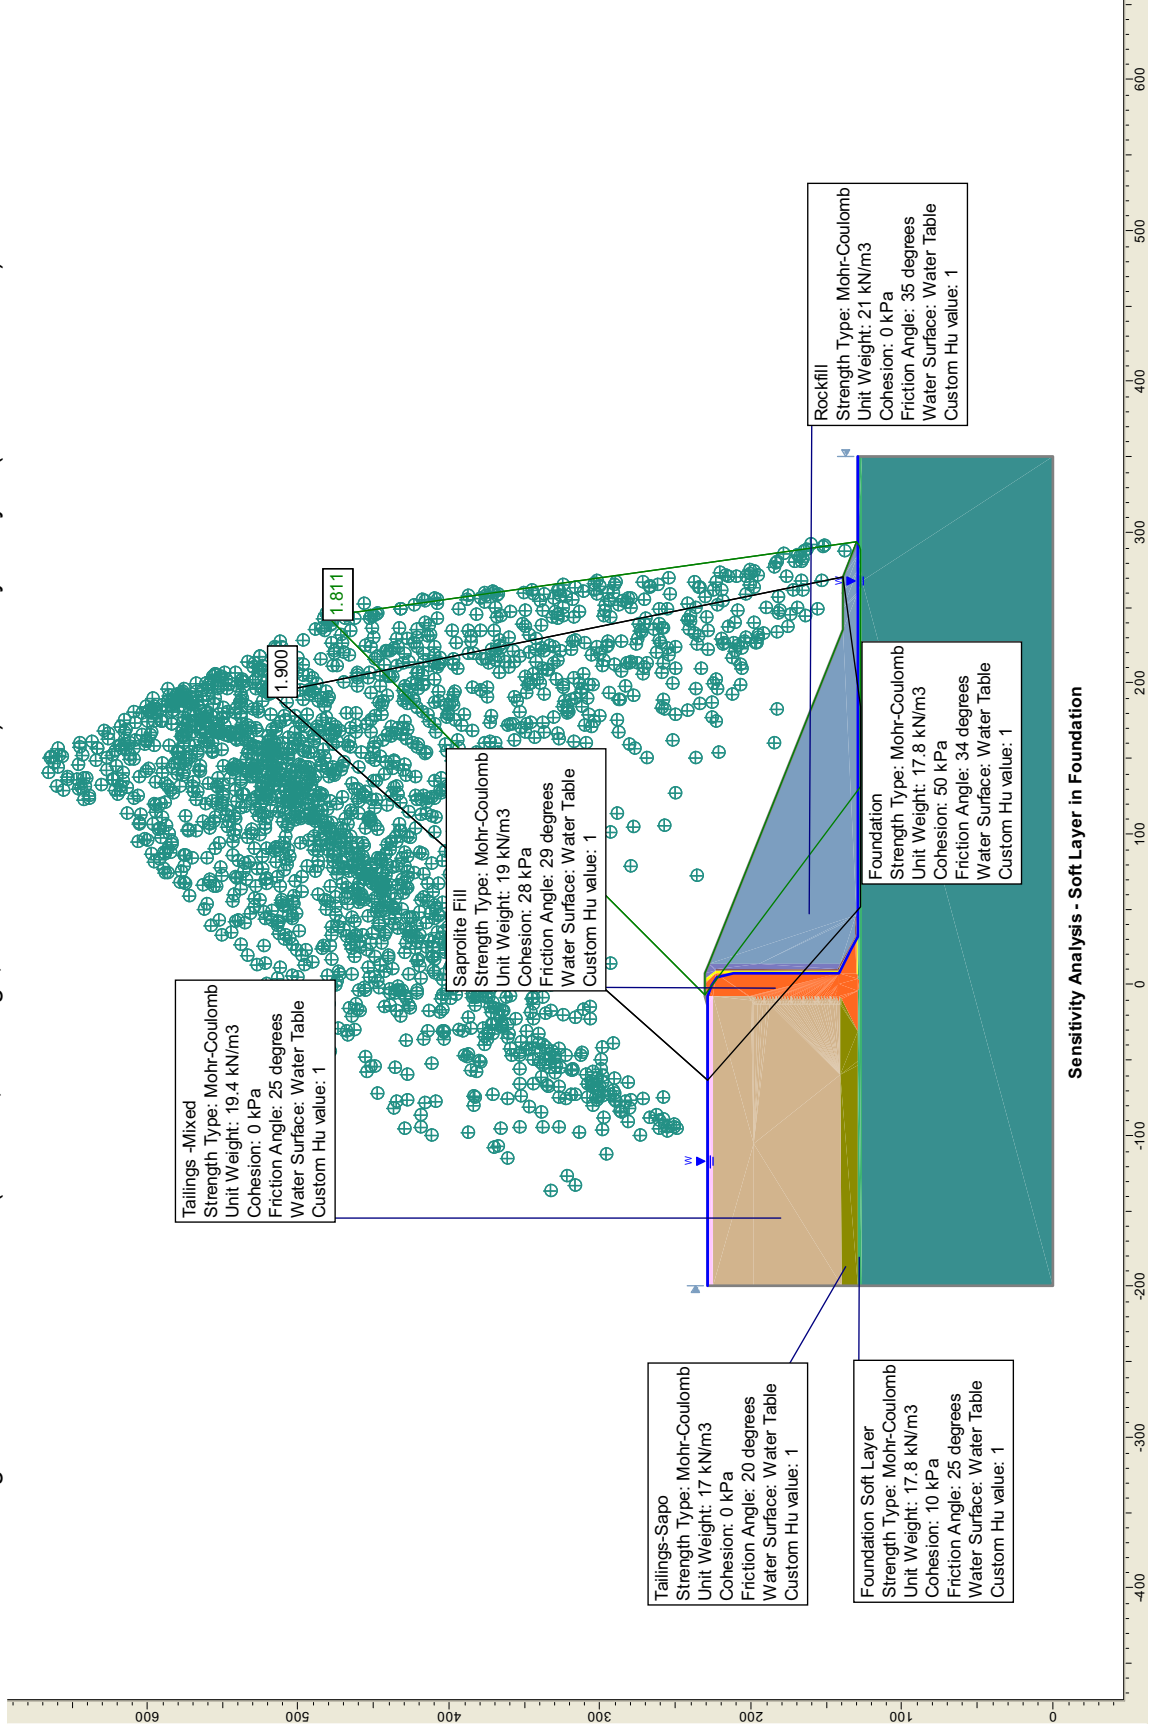 Tailings -Mixed
Strength Type: Mohr-Coulomb
Unit Weight: 19.4 kN/m3
Cohesion: 0 kPa
Friction Angle: 25 degrees
Water Surface: Water Table
Custom Hu value: 1
1.900
1.811
Saprolite Fill
Strength Type: Mohr-Coulomb
Unit Weight: 19 kN/m3
Cohesion: 28 kPa
Friction Angle: 29 degrees
Water Surface: Water Table
Custom Hu value: 1
Rockfill
Strength Type: Mohr-Coulomb
Unit Weight: 21 kN/m3
Cohesion: 0 kPa
Friction Angle: 35 degrees
Water Surface: Water Table
Custom Hu value: 1
Tailings-Sapo
Strength Type: Mohr-Coulomb
Unit Weight: 17 kN/m3
Cohesion: 0 kPa
Friction Angle: 20 degrees
Water Surface: Water Table
Custom Hu value: 1
W
W
Foundation Soft Layer
Strength Type: Mohr-Coulomb
Unit Weight: 17.8 kN/m3
Cohesion: 10 kPa
Friction Angle: 25 degrees
Water Surface: Water Table
Custom Hu value: 1
Foundation
Strength Type: Mohr-Coulomb
Unit Weight: 17.8 kN/m3
Cohesion: 50 kPa
Friction Angle: 34 degrees
Water Surface: Water Table
Custom Hu value: 1
Sensitivity Analysis - Soft Layer in Foundation
600
500
400
300
200
100
0
-400
-300
-200
-100
0
100
200
300
400
500
600